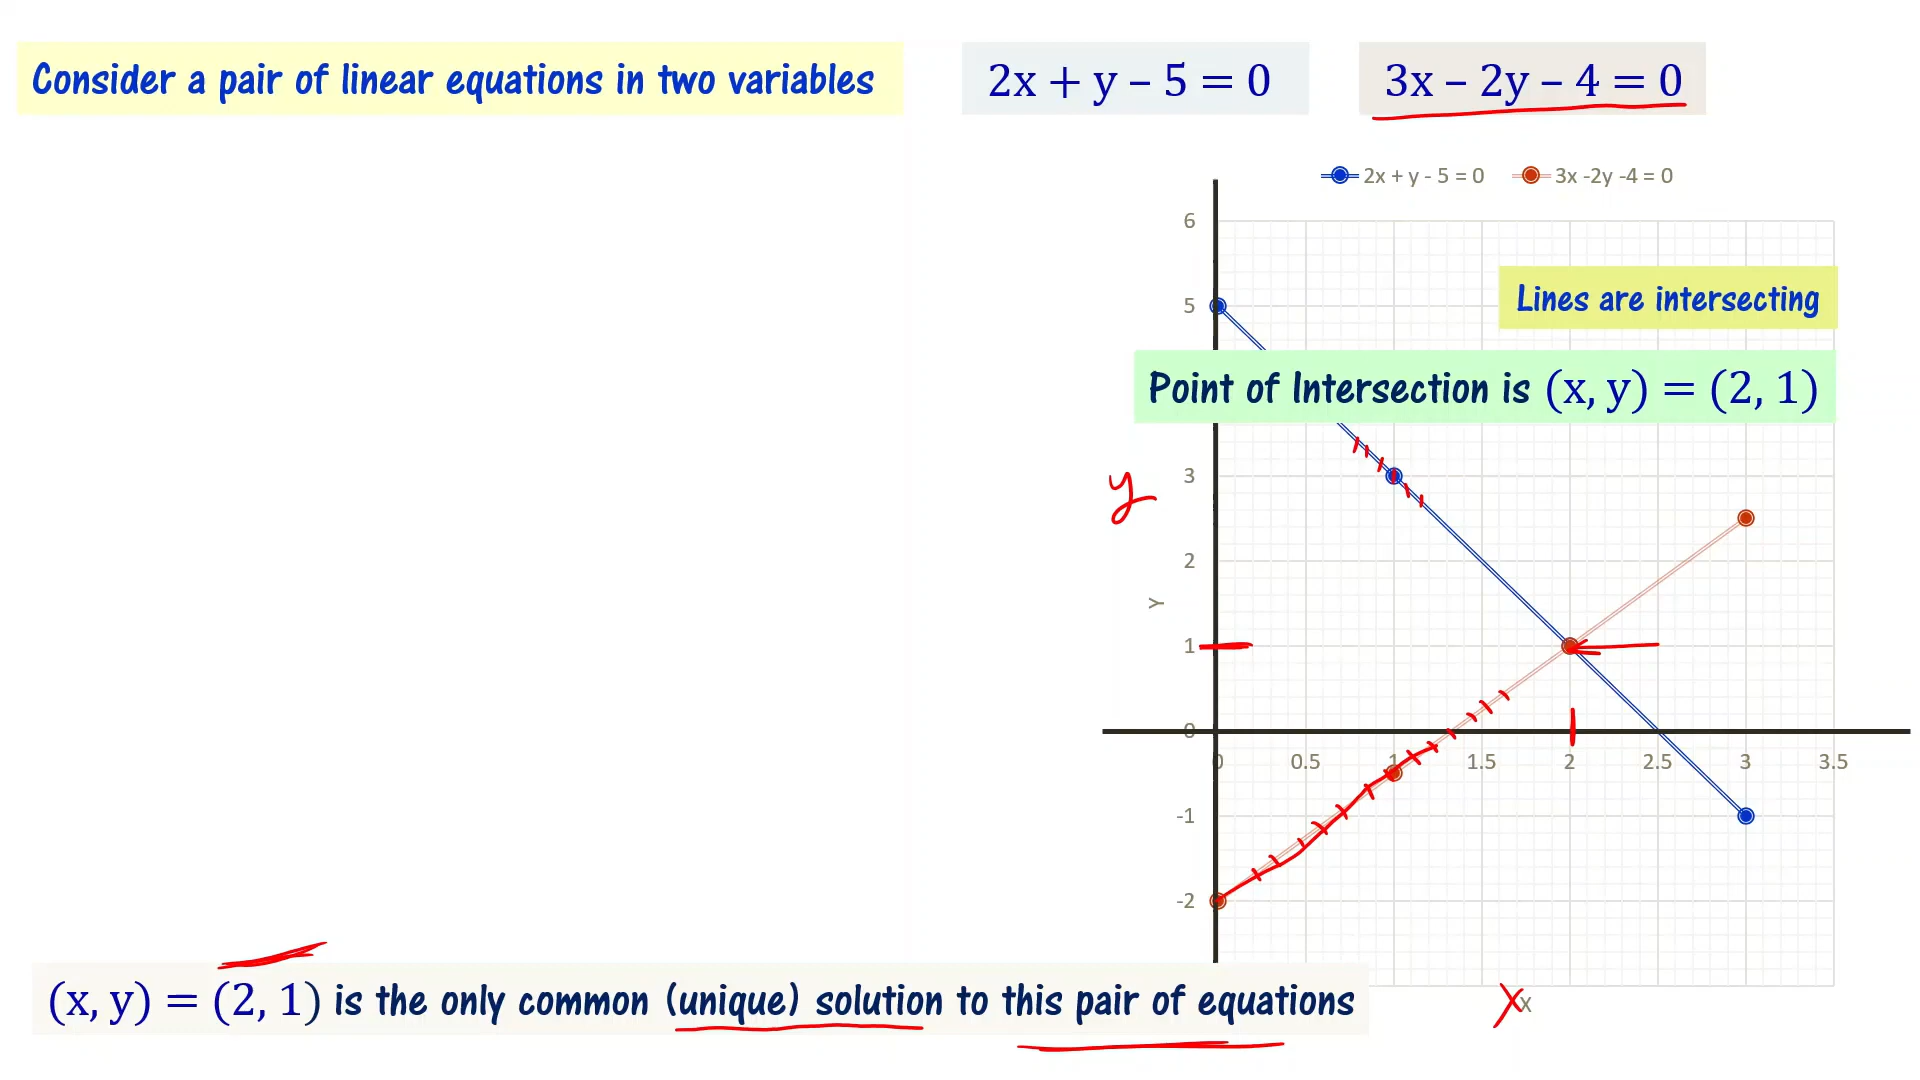 Consider a pair of linear equations in two variables
2x + y – 5 = 0
3x – 2y – 4 = 0
2x + y - 5 = 0
3x -2y -4 = 0
6
Lines are intersecting
5
Point of Intersection is (x, y) = (2, 1)
3
y
2
Y
1
0
0 0.5 1 1.5 2 2.5 3 3.5
-1
-2
(x, y) = (2, 1) is the only common (unique) solution to this pair of equations
X
x